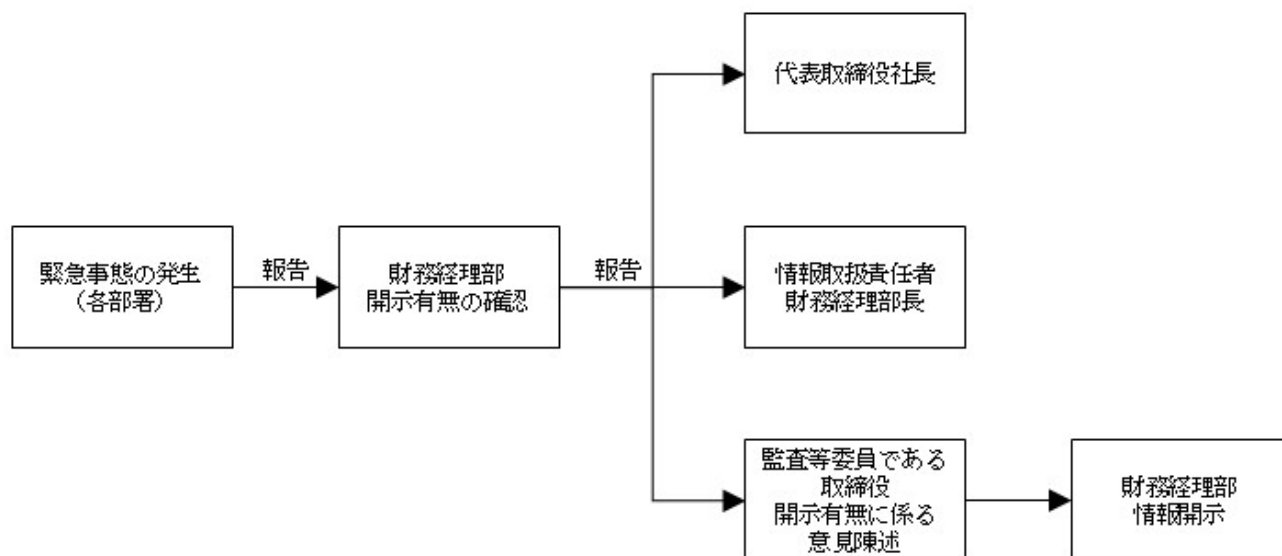 代表取締役社長
緊急事態の発生
（各部署）
報告
財務経理部
開示有無の確認
報告
情報取扱責任者
財務経理部長
監査等委員である
取締役
開示有無に係る
意見陳述
財務経理部
情報開示